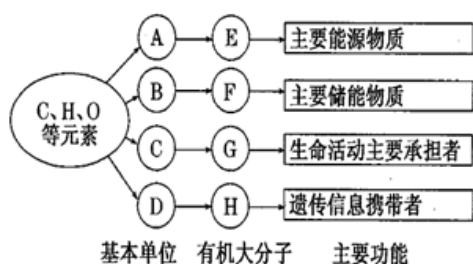 C、H、O
等元素
A
E
主要能源物质
B
F
主要储能物质
C
G
生命活动主要承担者
D
H
遗传信息携带者
基本单位 有机大分子 主要功能